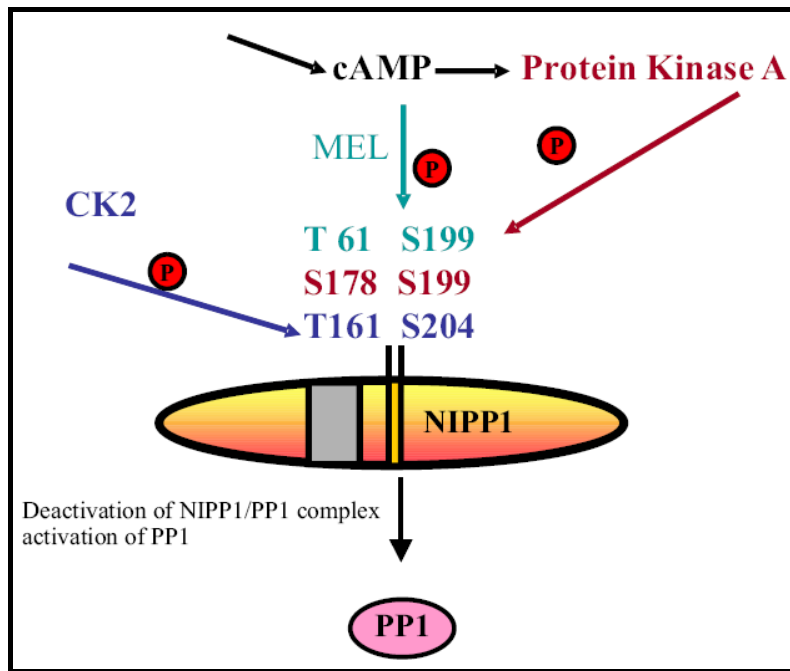 cAMP
Protein Kinase A
MEL
P
P
CK2
P
T 61 S199
S178 S199
T161 S204
NIPP1
Deactivation of NIPP1/PP1 complex
activation of PP1
PP1